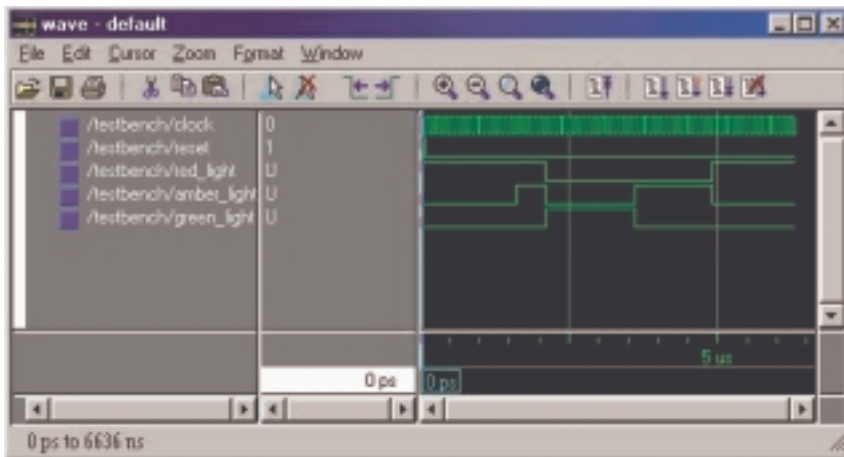 wave - default
File Edit Cursor Zoom Format Window
/testbench/clock 0
/testbench/reset 1
/testbench/red_light U
/testbench/amber_light U
/testbench/green_light U
5 us
0 ps 0 ps
0 ps to 6636 ns